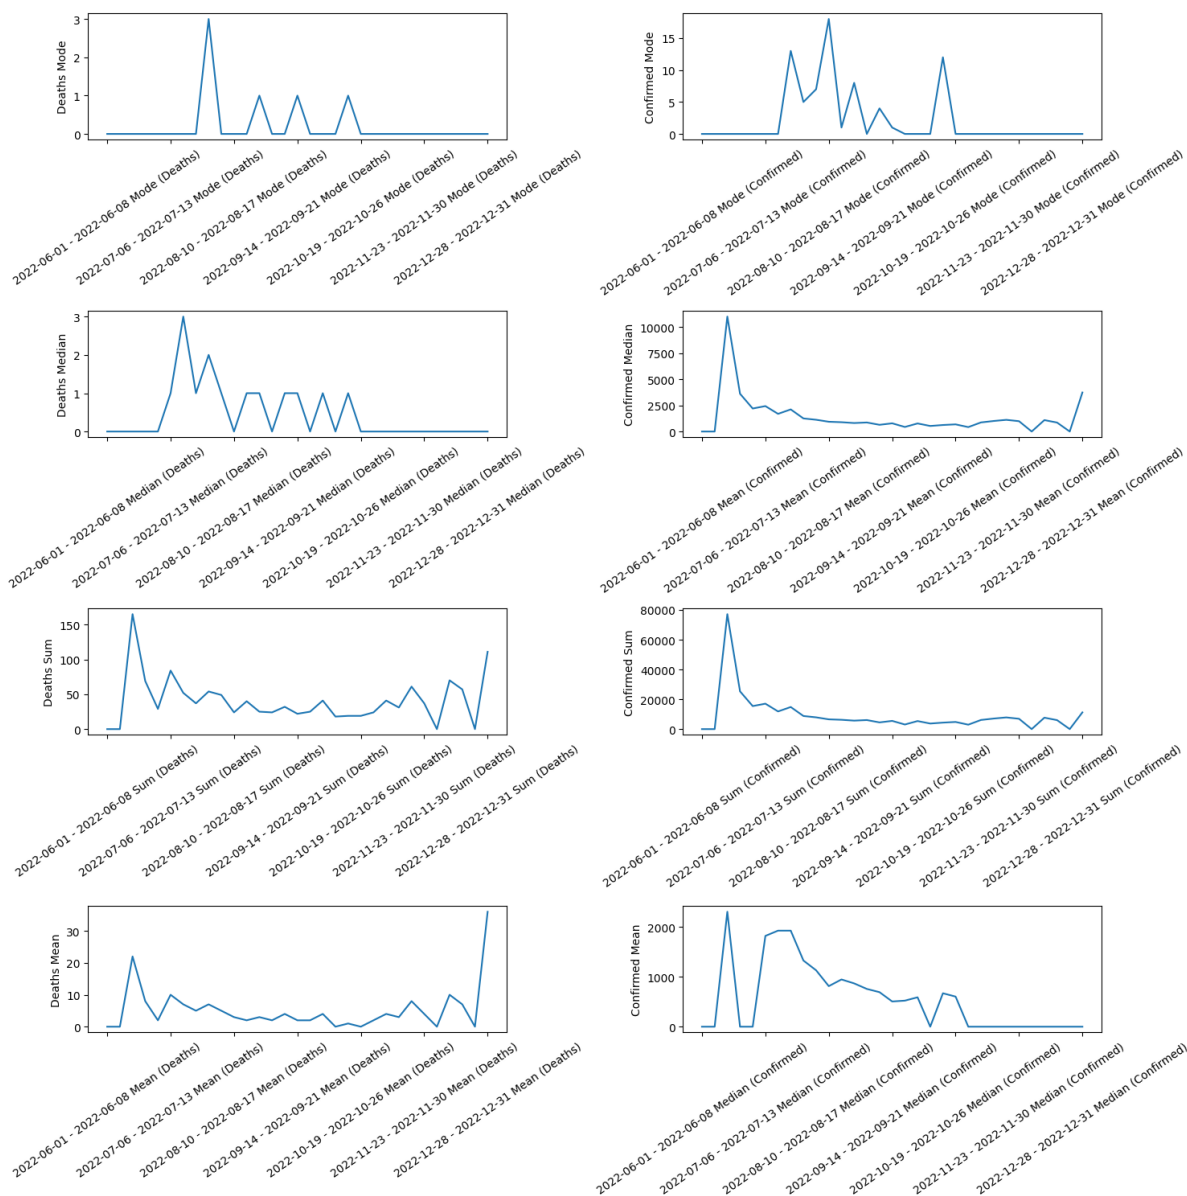 Deaths Mode
3
2
1
0
2022-06-01 - 2022-06-08 Mode (Deaths)
2022-07-06 - 2022-07-13 Mode (Deaths)
2022-08-10 - 2022-08-17 Mode (Deaths)
2022-09-14 - 2022-09-21 Mode (Deaths)
2022-10-19 - 2022-10-26 Mode (Deaths)
2022-11-23 - 2022-11-30 Mode (Deaths)
2022-12-28 - 2022-12-31 Mode (Deaths)
Confirmed Mode
15
10
5
0
2022-06-01 - 2022-06-08 Mode (Confirmed)
2022-07-06 - 2022-07-13 Mode (Confirmed)
2022-08-10 - 2022-08-17 Mode (Confirmed)
2022-09-14 - 2022-09-21 Mode (Confirmed)
2022-10-19 - 2022-10-26 Mode (Confirmed)
2022-11-23 - 2022-11-30 Mode (Confirmed)
2022-12-28 - 2022-12-31 Mode (Confirmed)
Deaths Median
3
2
1
0
2022-06-01 - 2022-06-08 Median (Deaths)
2022-07-06 - 2022-07-13 Median (Deaths)
2022-08-10 - 2022-08-17 Median (Deaths)
2022-09-14 - 2022-09-21 Median (Deaths)
2022-10-19 - 2022-10-26 Median (Deaths)
2022-11-23 - 2022-11-30 Median (Deaths)
2022-12-28 - 2022-12-31 Median (Deaths)
Confirmed Median
10000
7500
5000
2500
0
2022-06-01 - 2022-06-08 Mean (Confirmed)
2022-07-06 - 2022-07-13 Mean (Confirmed)
2022-08-10 - 2022-08-17 Mean (Confirmed)
2022-09-14 - 2022-09-21 Mean (Confirmed)
2022-10-19 - 2022-10-26 Mean (Confirmed)
2022-11-23 - 2022-11-30 Mean (Confirmed)
2022-12-28 - 2022-12-31 Mean (Confirmed)
Deaths Sum
150
100
50
0
2022-06-01 - 2022-06-08 Sum (Deaths)
2022-07-06 - 2022-07-13 Sum (Deaths)
2022-08-10 - 2022-08-17 Sum (Deaths)
2022-09-14 - 2022-09-21 Sum (Deaths)
2022-10-19 - 2022-10-26 Sum (Deaths)
2022-11-23 - 2022-11-30 Sum (Deaths)
2022-12-28 - 2022-12-31 Sum (Deaths)
Confirmed Sum
80000
60000
40000
20000
0
2022-06-01 - 2022-06-08 Sum (Confirmed)
2022-07-06 - 2022-07-13 Sum (Confirmed)
2022-08-10 - 2022-08-17 Sum (Confirmed)
2022-09-14 - 2022-09-21 Sum (Confirmed)
2022-10-19 - 2022-10-26 Sum (Confirmed)
2022-11-23 - 2022-11-30 Sum (Confirmed)
2022-12-28 - 2022-12-31 Sum (Confirmed)
Deaths Mean
30
20
10
0
2022-06-01 - 2022-06-08 Mean (Deaths)
2022-07-06 - 2022-07-13 Mean (Deaths)
2022-08-10 - 2022-08-17 Mean (Deaths)
2022-09-14 - 2022-09-21 Mean (Deaths)
2022-10-19 - 2022-10-26 Mean (Deaths)
2022-11-23 - 2022-11-30 Mean (Deaths)
2022-12-28 - 2022-12-31 Mean (Deaths)
Confirmed Mean
2000
1000
0
2022-06-01 - 2022-06-08 Median (Confirmed)
2022-07-06 - 2022-07-13 Median (Confirmed)
2022-08-10 - 2022-08-17 Median (Confirmed)
2022-09-14 - 2022-09-21 Median (Confirmed)
2022-10-19 - 2022-10-26 Median (Confirmed)
2022-11-23 - 2022-11-30 Median (Confirmed)
2022-12-28 - 2022-12-31 Median (Confirmed)